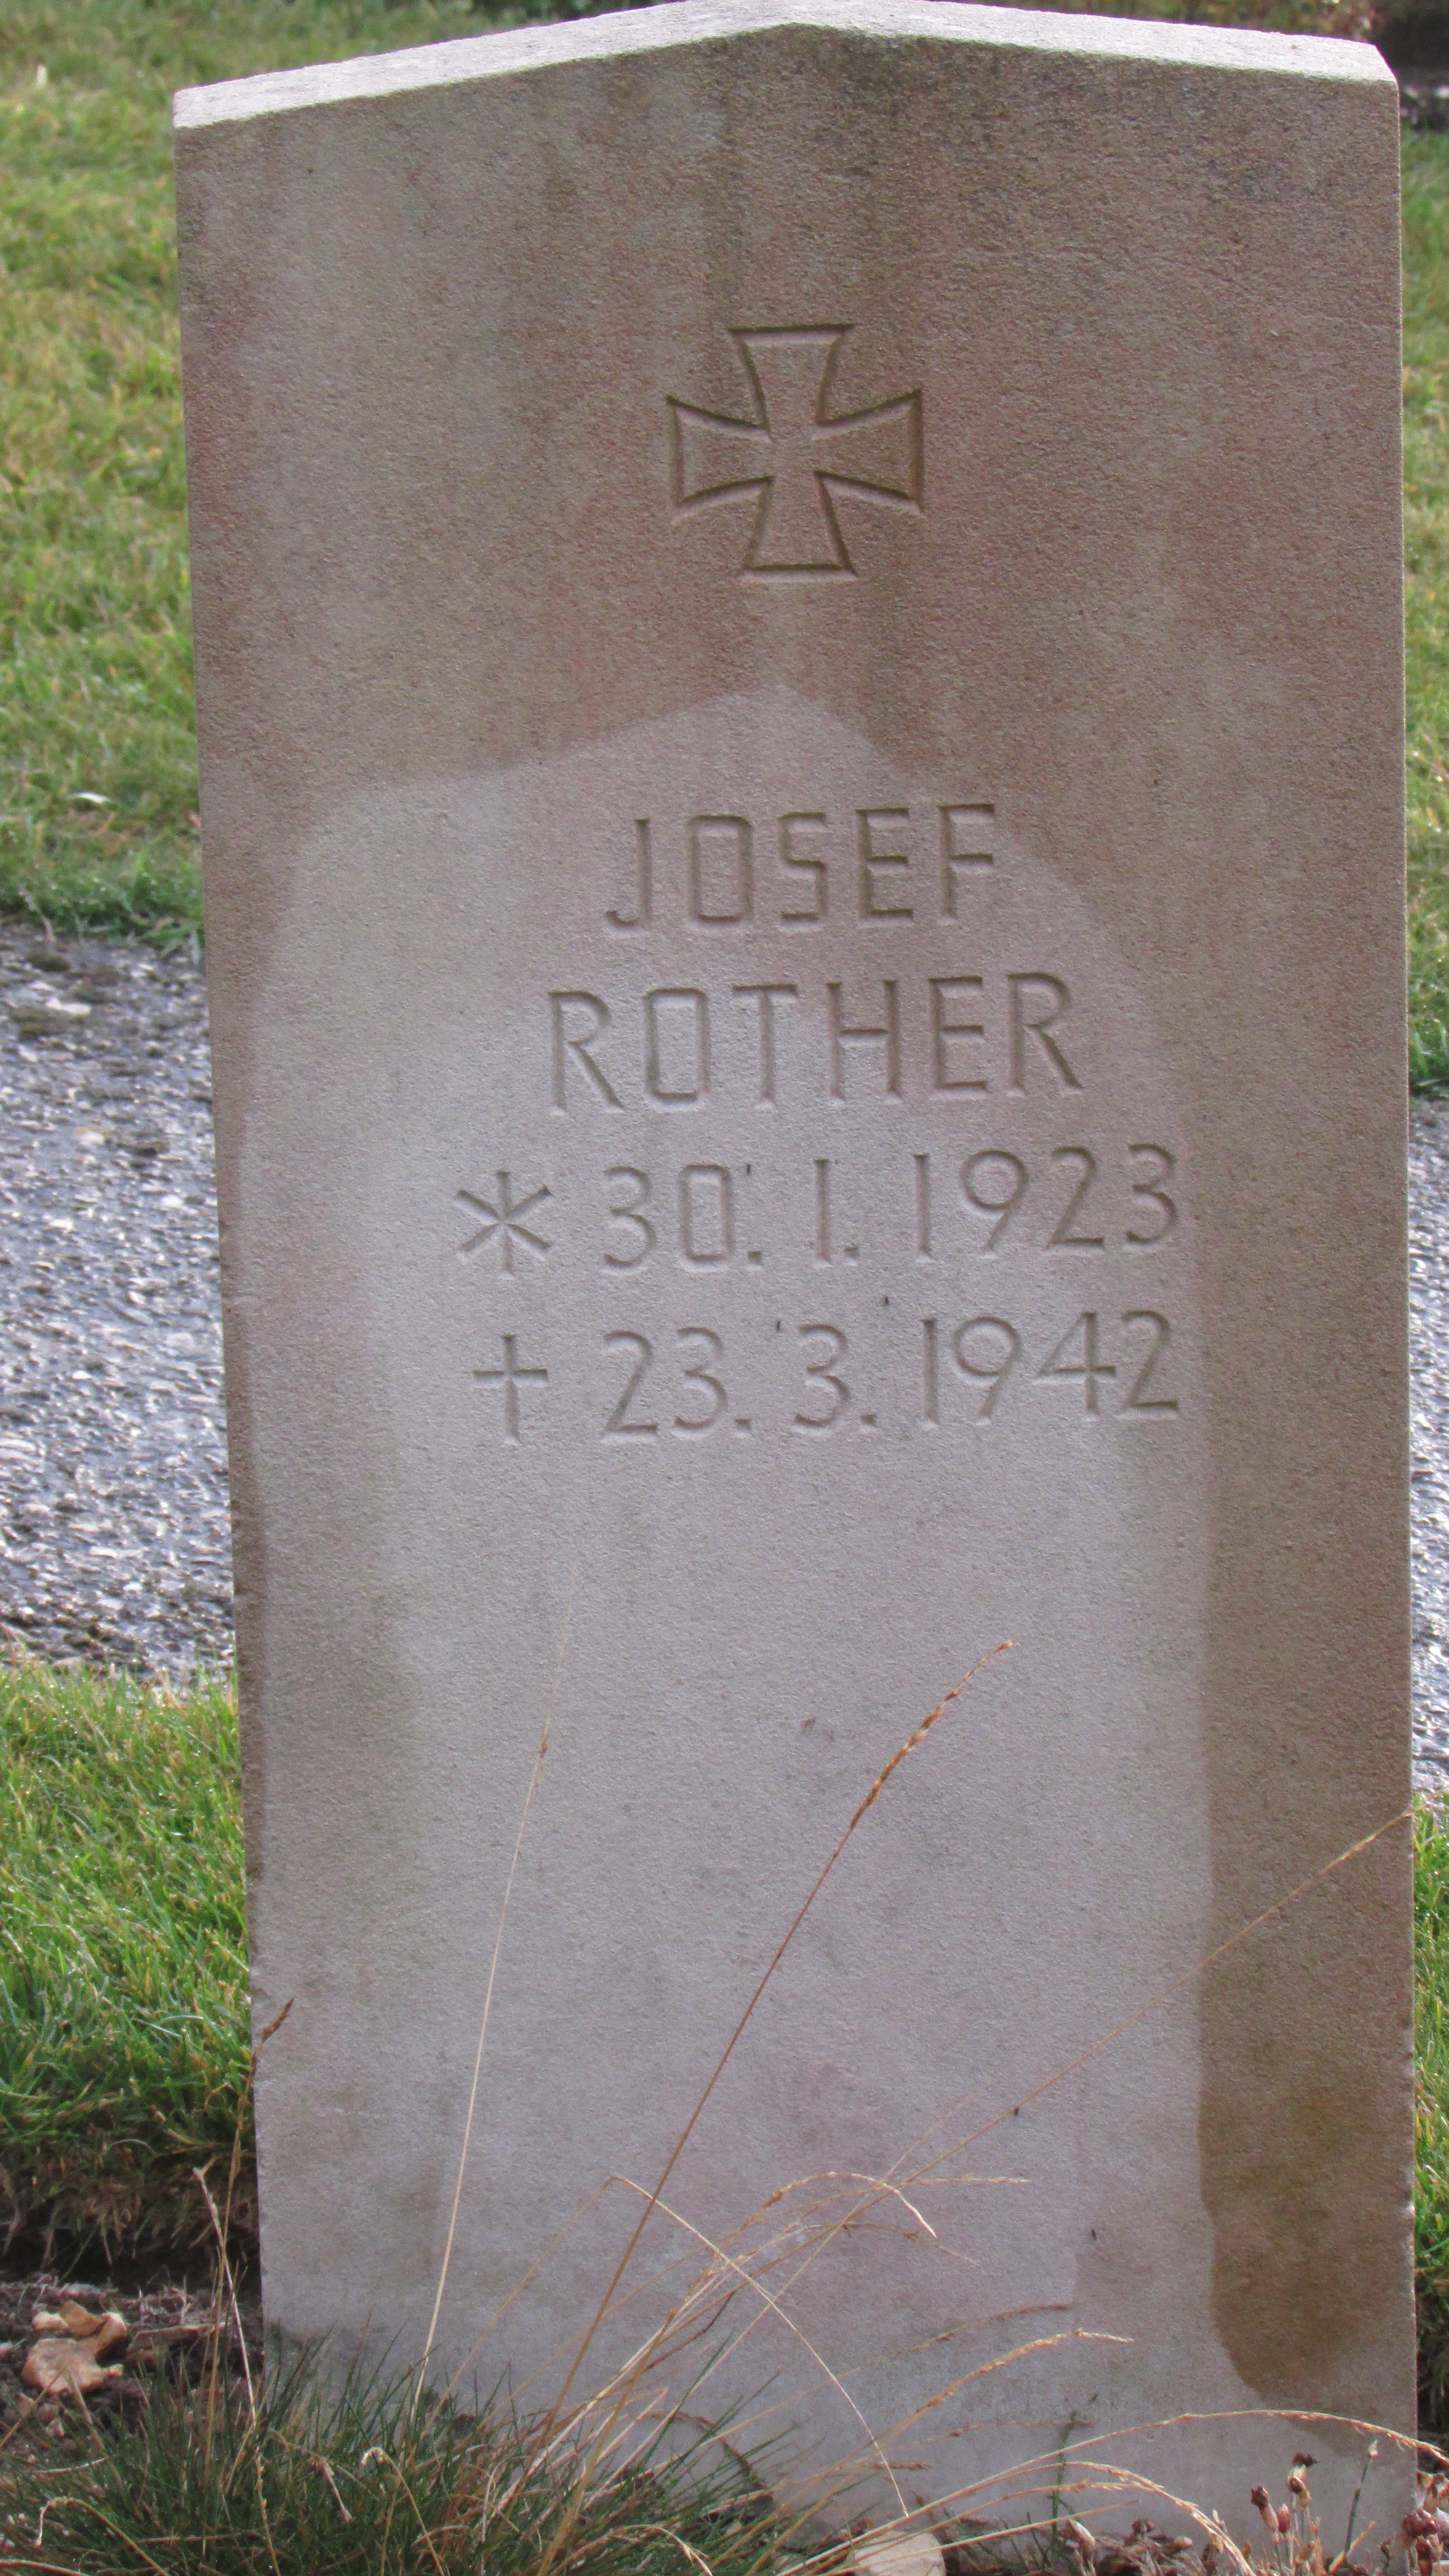 JOSEF
ROTHER
* 30. 1. 1923
† 23. 3. 1942